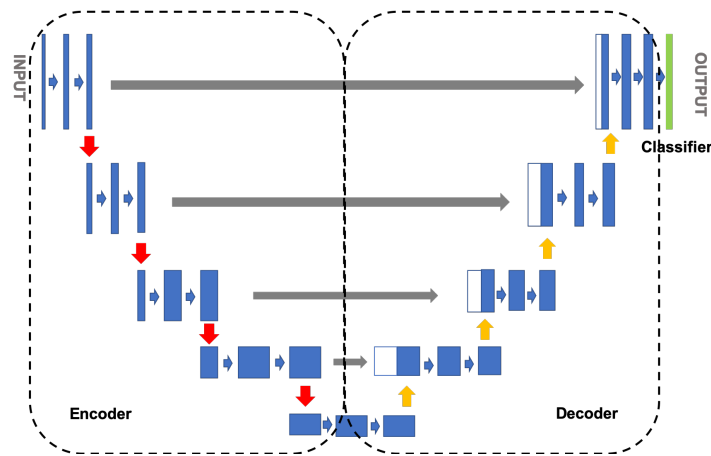 INPUT
OUTPUT
Classifier
Encoder
Decoder